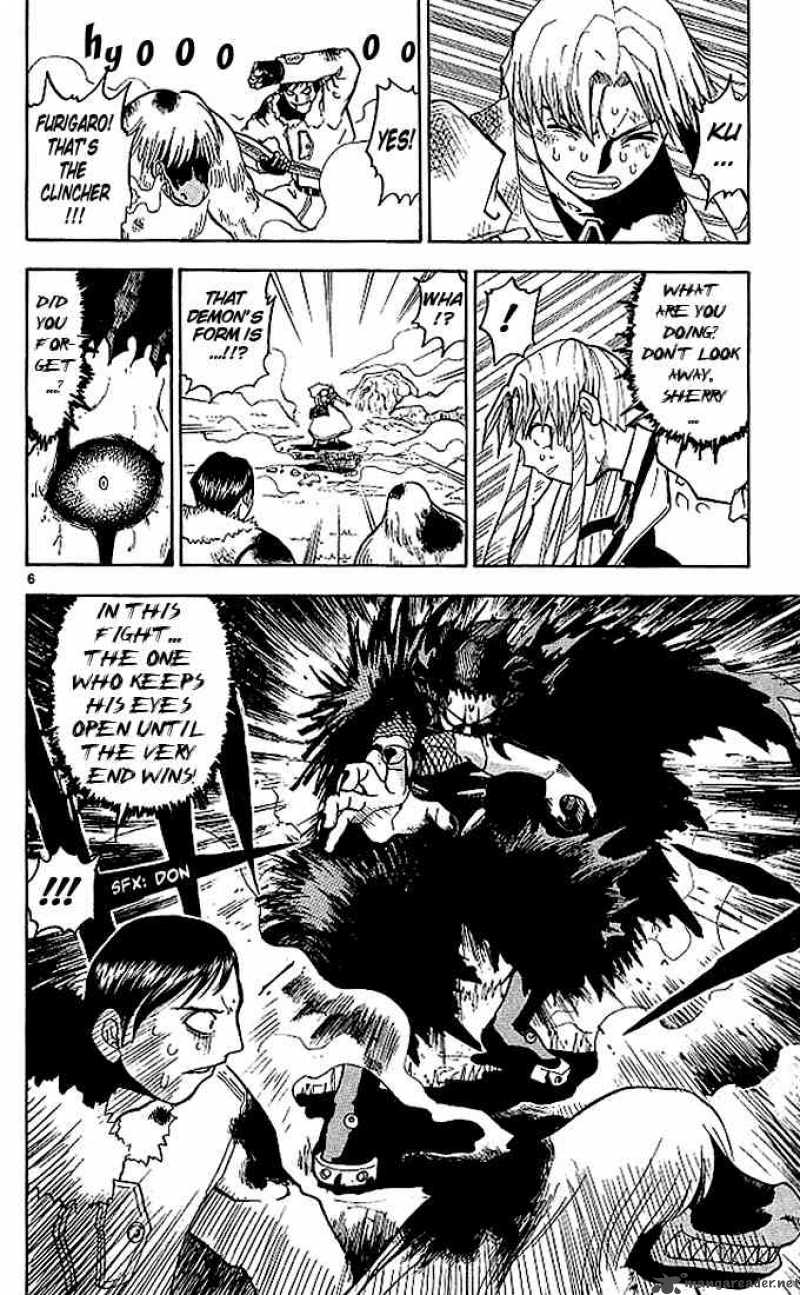 KU
...
hyooo oo
YES!
FURIGARO!
THAT'S
THE
CLINCHER
!!!
WHAT
ARE YOU
DOING?
DON'T LOOK
AWAY,
SHERRY
...
!
WHA
!?
THAT
DEMON'S
FORM IS
...!!?
DID
YOU
FOR-
GET
...?
6
IN THIS
FIGHT...
THE ONE
WHO KEEPS
HIS EYES
OPEN UNTIL
THE VERY
END WINS!
!!!
SFX: DON
mangareader.net